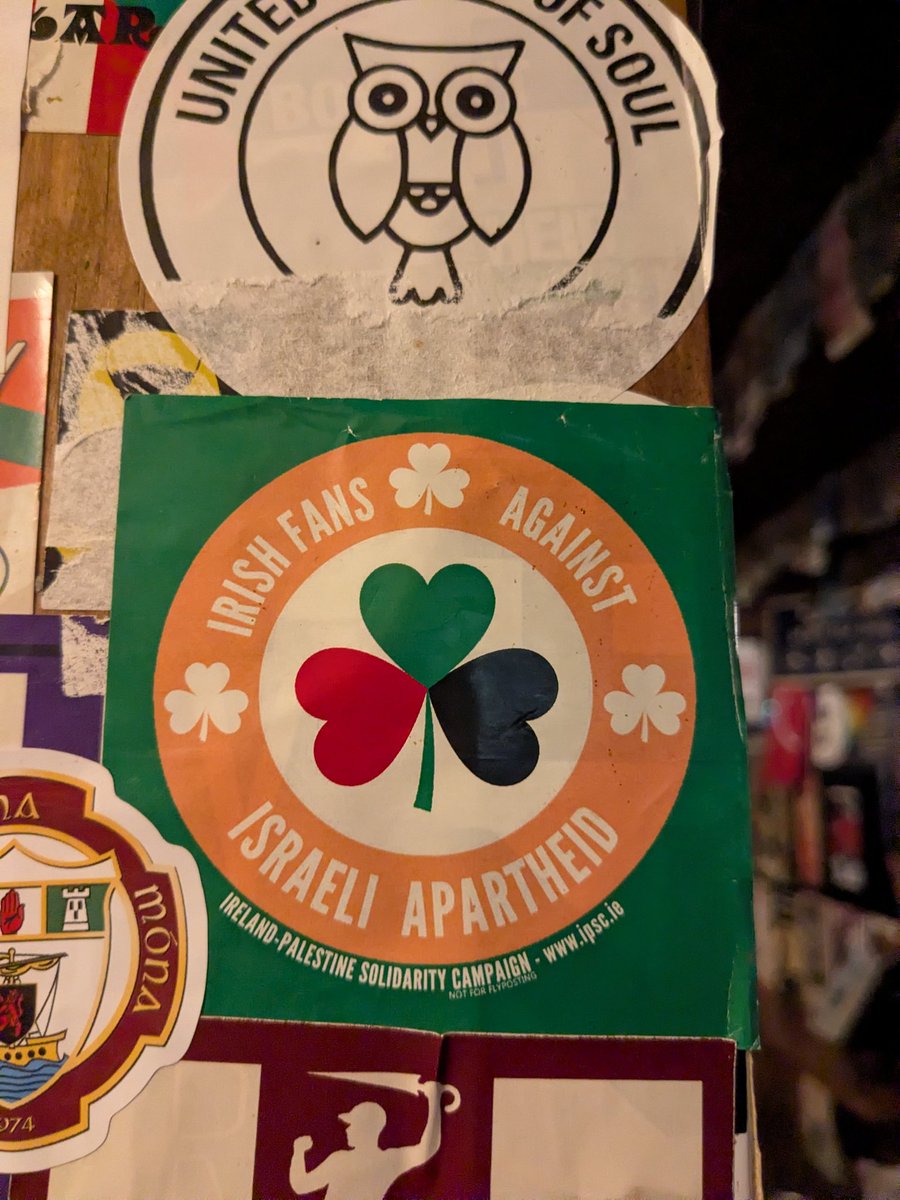 UNITED OF SOUL
IRISH FANS AGAINST
ISRAELI APARTHEID
IRELAND-PALESTINE SOLIDARITY CAMPAIGN - www.ipsc.ie
NOT FOR FLYPOSTING
MÓNA